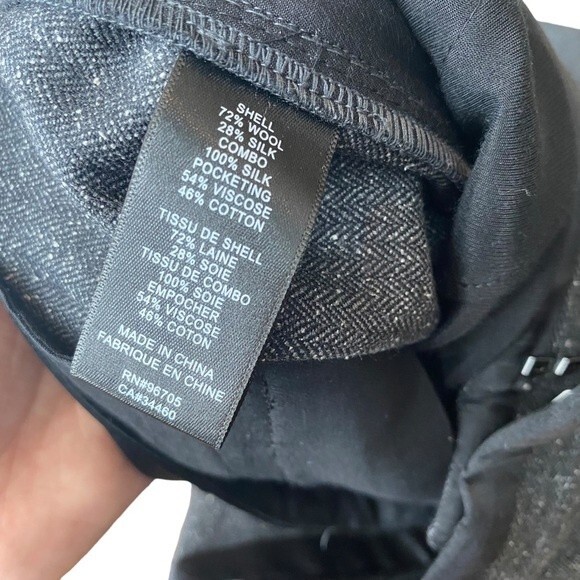 SHELL
72% WOOL
28% SILK
COMBO
100% SILK
POCKETING
54% VISCOSE
46% COTTON
TISSU DE SHELL
72% LAINE
28% SOIE
TISSU DE COMBO
100% SOIE
EMPOCHER
54% VISCOSE
46% COTON
MADE IN CHINA
FABRIQUE EN CHINE
RN#96705
CA#34460